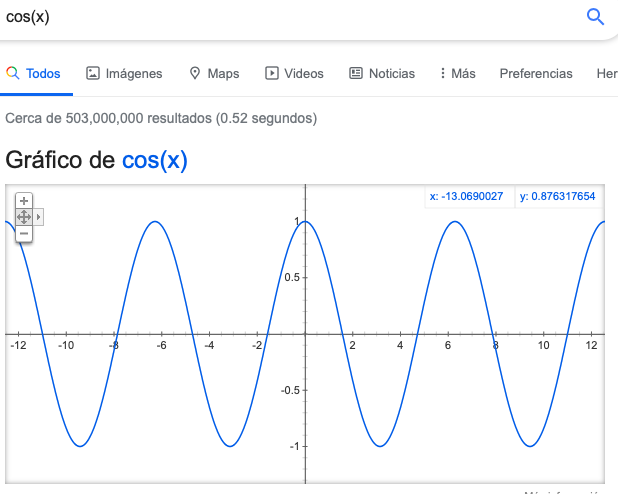 cos(x)
Todos Imágenes Maps Videos Noticias Más Preferencias Her
Cerca de 503,000,000 resultados (0.52 segundos)
Gráfico de cos(x)
x: -13.0690027 y: 0.876317654
1
0.5
-12 -10 -8 -6 -4 -2 2 4 6 8 10 12
-0.5
-1